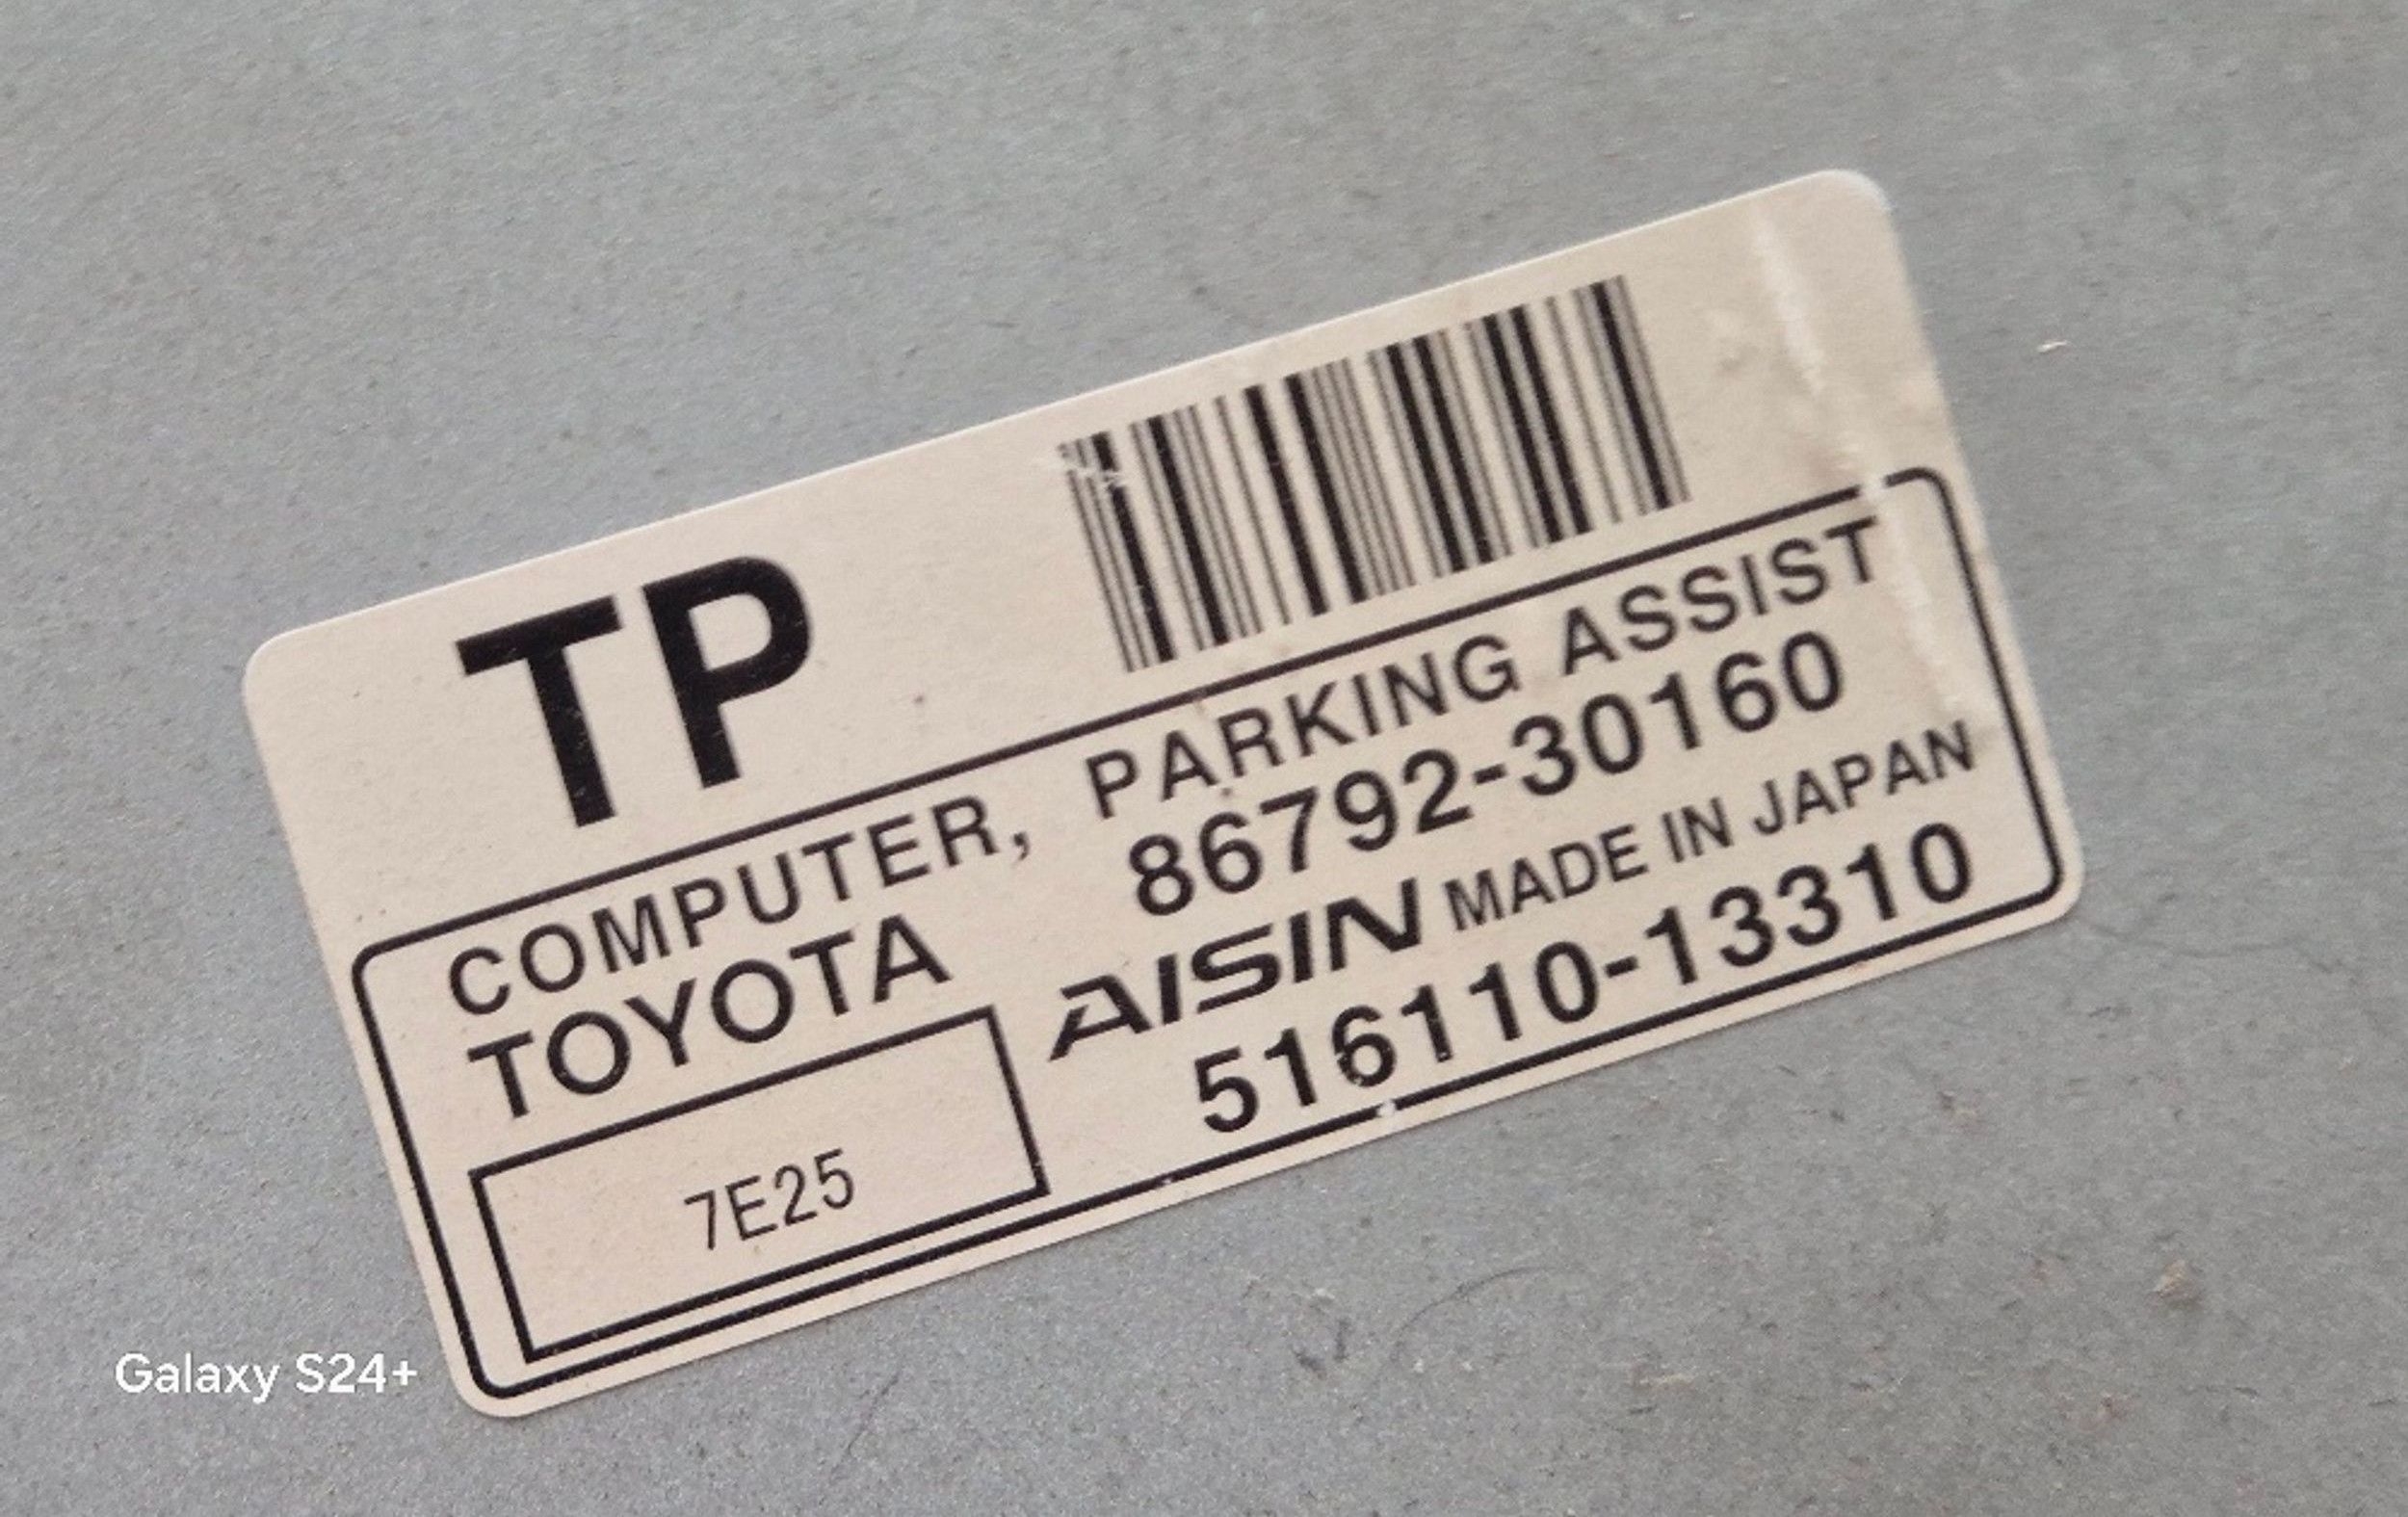 TP
COMPUTER, PARKING ASSIST
TOYOTA 86792-30160
AISIN MADE IN JAPAN
7E25 516110-13310
Galaxy S24+